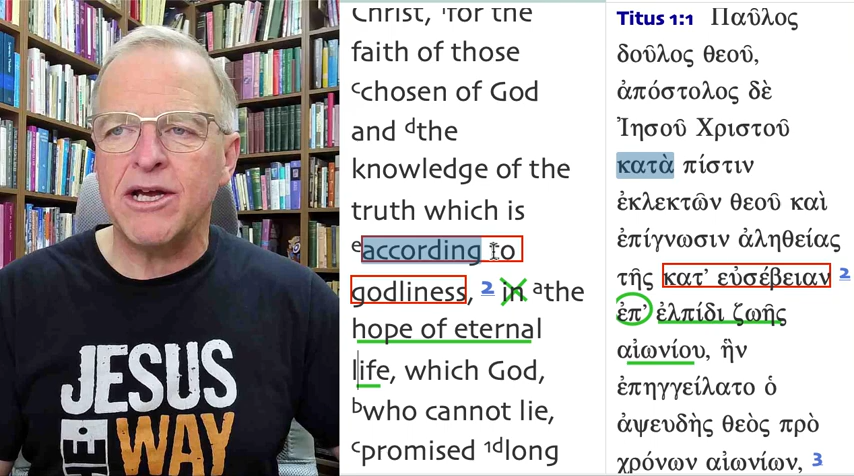 JESUS
THE
WAY
Christ, ᶠfor the
faith of those
ᶜchosen of God
and ᵈthe
knowledge of the
truth which is
ᵉaccording to
godliness, 2 in ᵃthe
hope of eternal
life, which God,
ᵇwho cannot lie,
ᶜpromised ¹ᵈlong
Titus 1:1 Παῦλος
δοῦλος θεοῦ,
ἀπόστολος δὲ
Ἰησοῦ Χριστοῦ
κατὰ πίστιν
ἐκλεκτῶν θεοῦ καὶ
ἐπίγνωσιν ἀληθείας
τῆς κατ’ εὐσέβειαν 2
ἐπ’ ἐλπίδι ζωῆς
αἰωνίου, ἣν
ἐπηγγείλατο ὁ
ἀψευδὴς θεὸς πρὸ
χρόνων αἰωνίων, 3